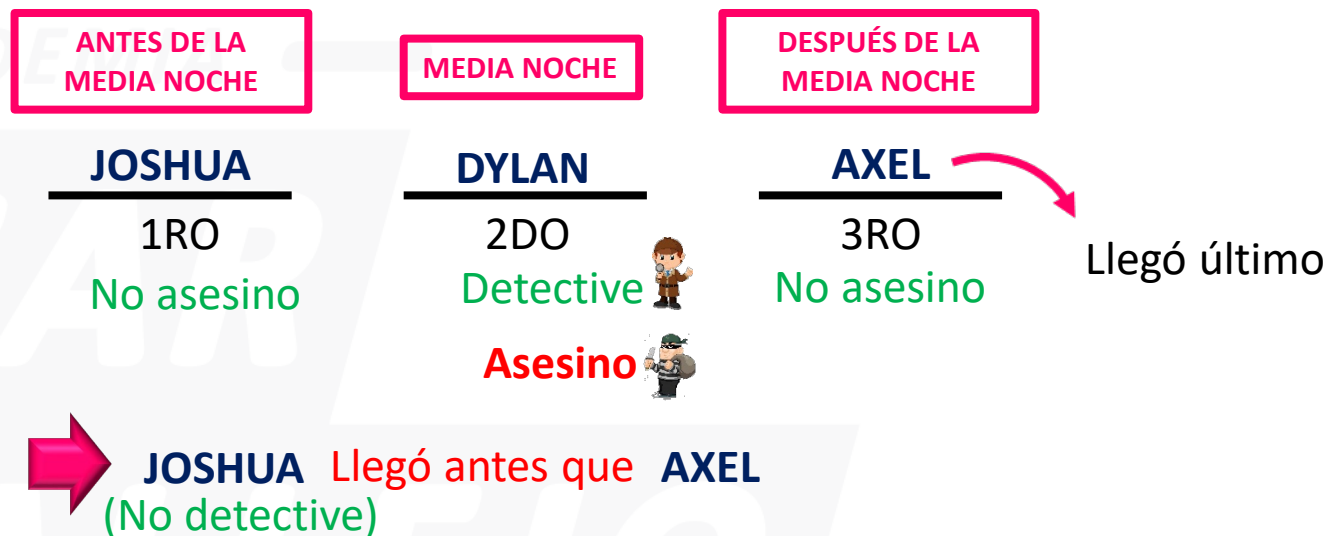 ANTES DE LA
MEDIA NOCHE
MEDIA NOCHE
DESPUÉS DE LA
MEDIA NOCHE
JOSHUA
DYLAN
AXEL
1RO
2DO
3RO
Llegó último
No asesino
Detective
No asesino
Asesino
JOSHUA Llegó antes que AXEL
(No detective)